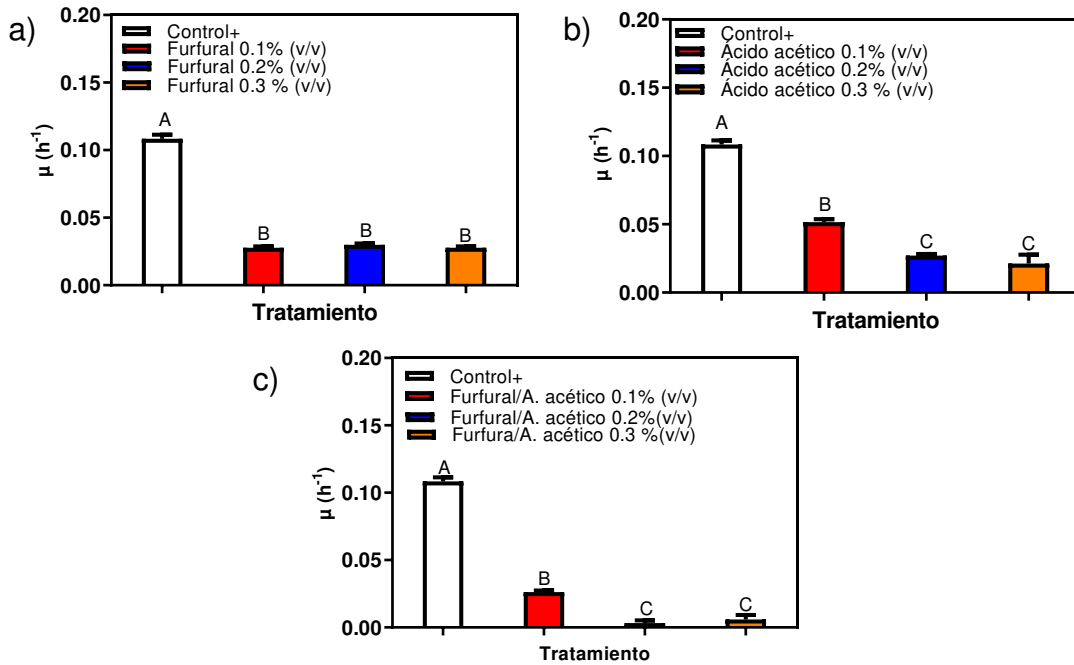 a)
0.20
0.15
0.10
0.05
0.00
µ (h⁻¹)
Control+
Furfural 0.1% (v/v)
Furfural 0.2% (v/v)
Furfural 0.3 % (v/v)
A
B
B
B
Tratamiento
b)
0.20
0.15
0.10
0.05
0.00
µ (h⁻¹)
Control+
Ácido acético 0.1% (v/v)
Ácido acético 0.2% (v/v)
Ácido acético 0.3 % (v/v)
A
B
C
C
Tratamiento
c)
0.20
0.15
0.10
0.05
0.00
µ (h⁻¹)
Control+
Furfural/A. acético 0.1% (v/v)
Furfural/A. acético 0.2%(v/v)
Furfura/A. acético 0.3 %(v/v)
A
B
C
C
Tratamiento